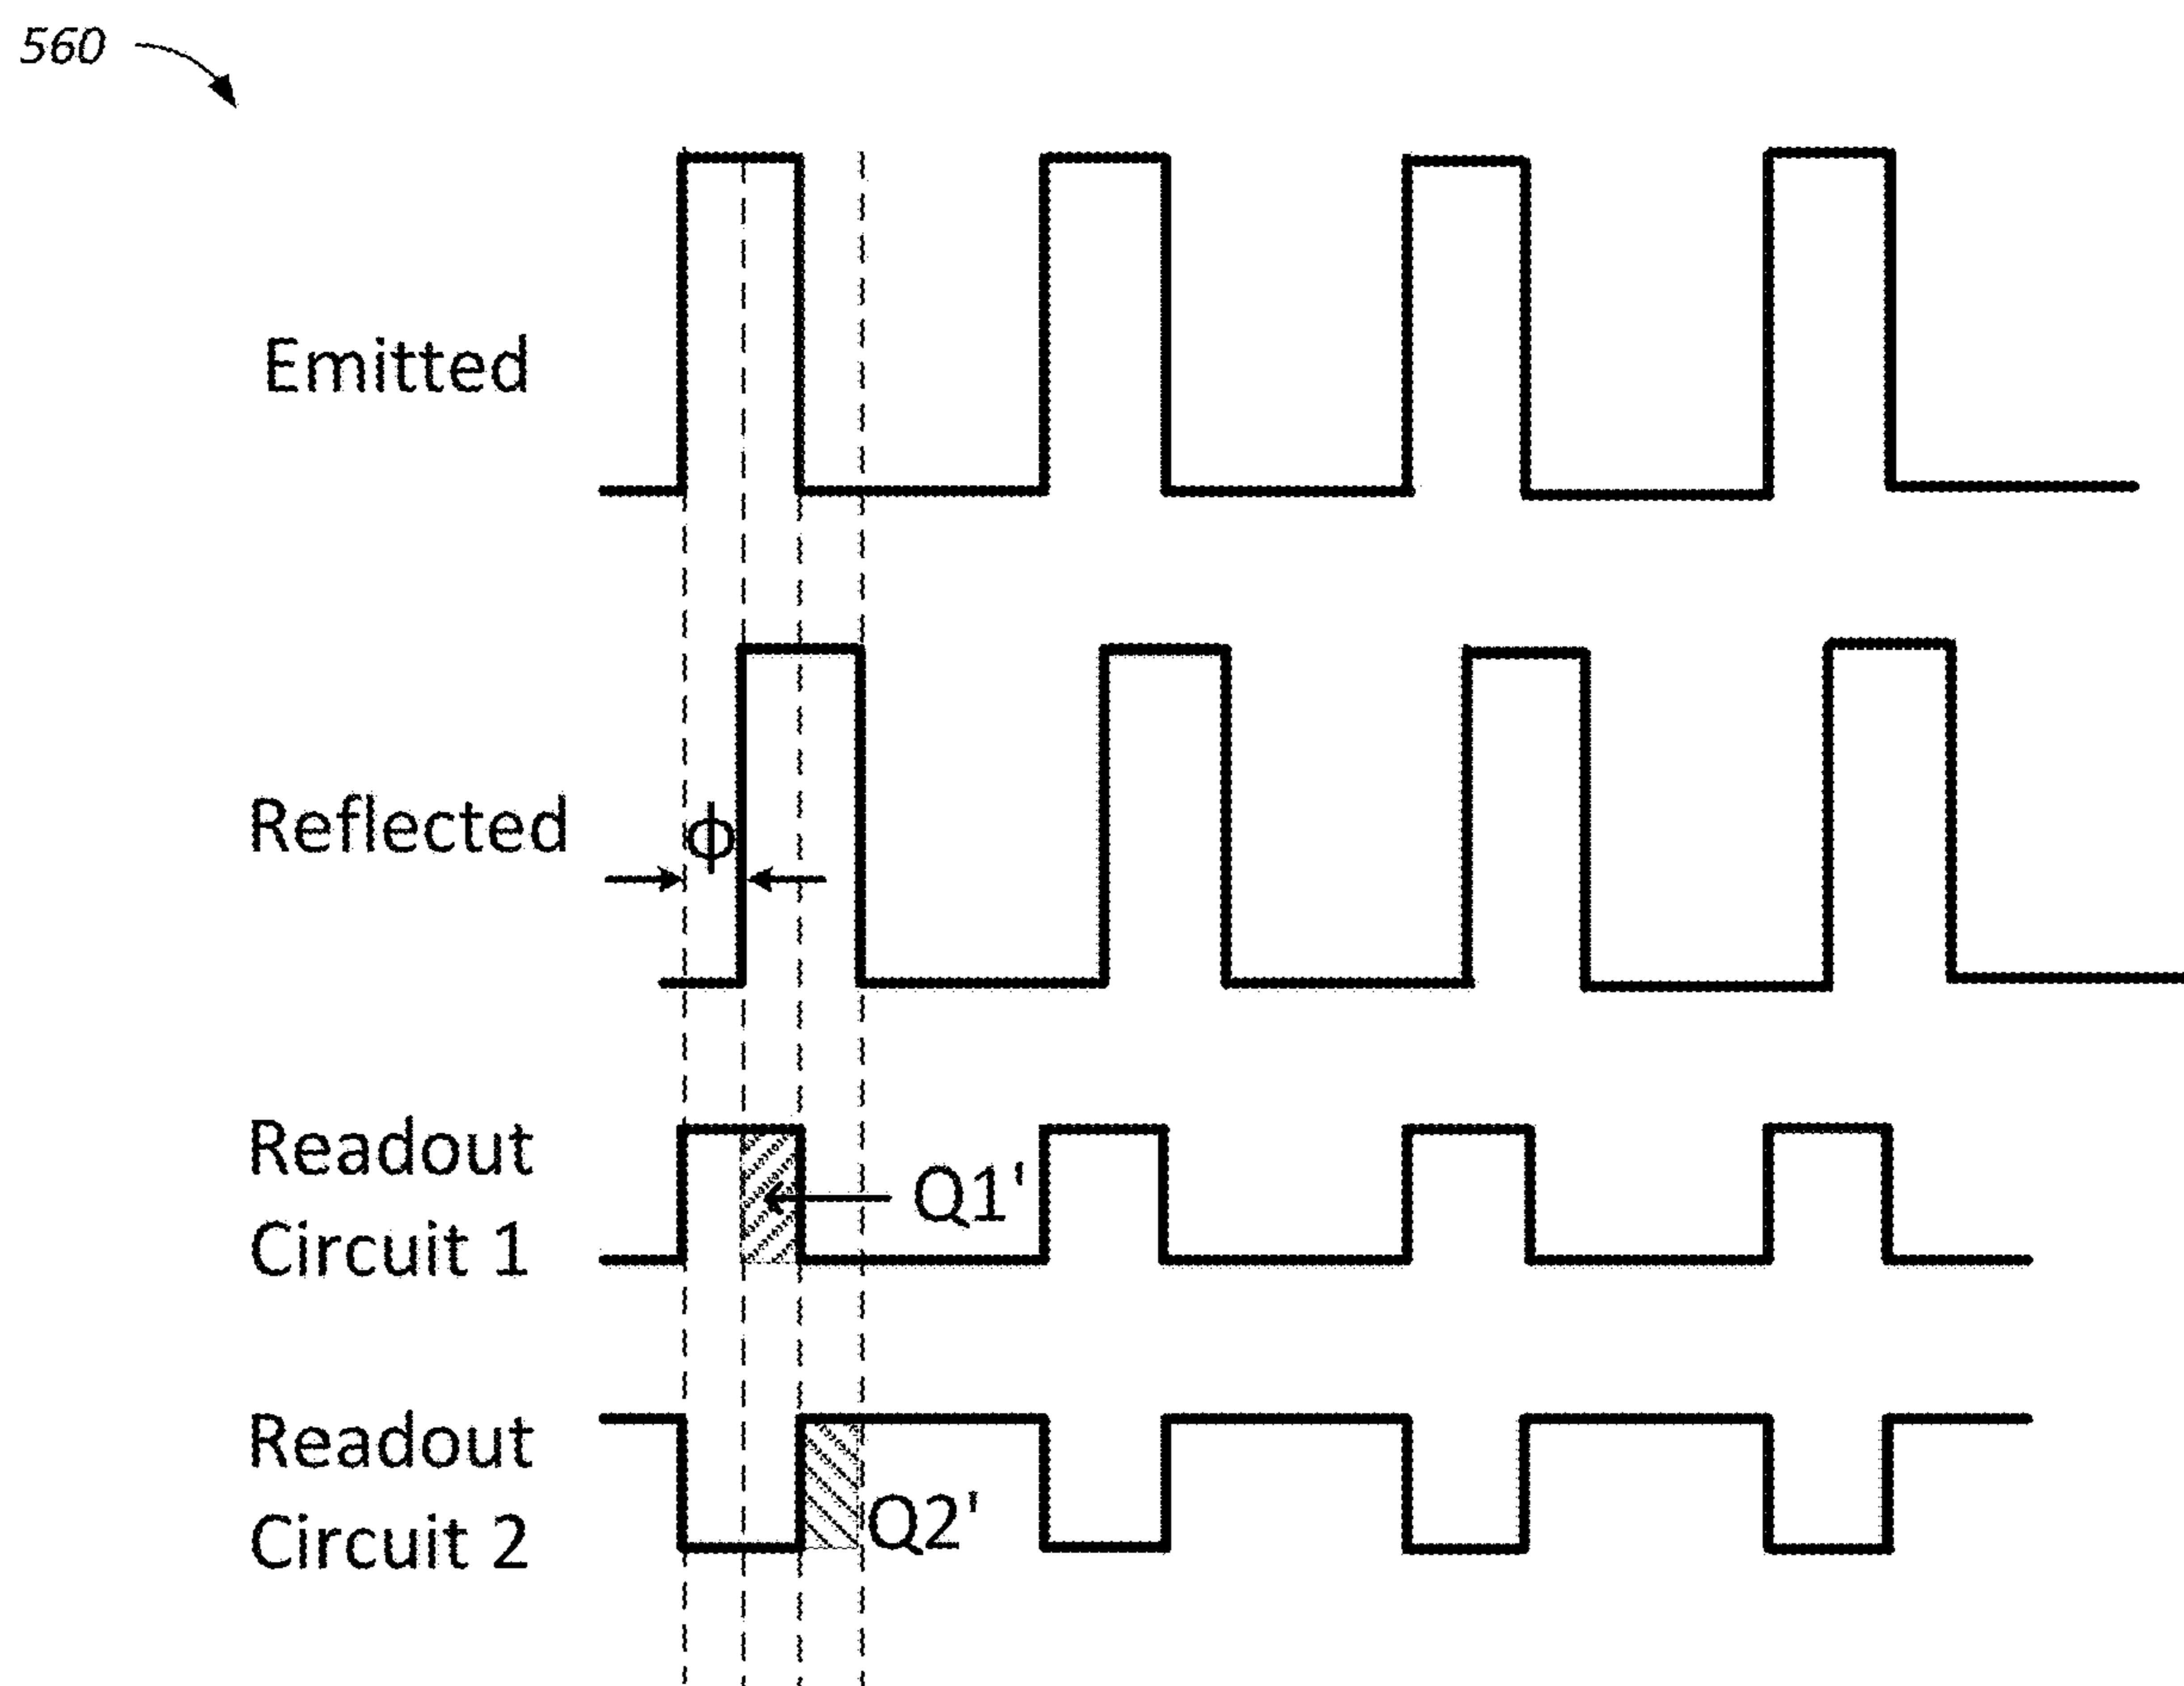 560
Emitted
Reflected
ϕ
Readout
Circuit 1
Q1'
Readout
Circuit 2
Q2'